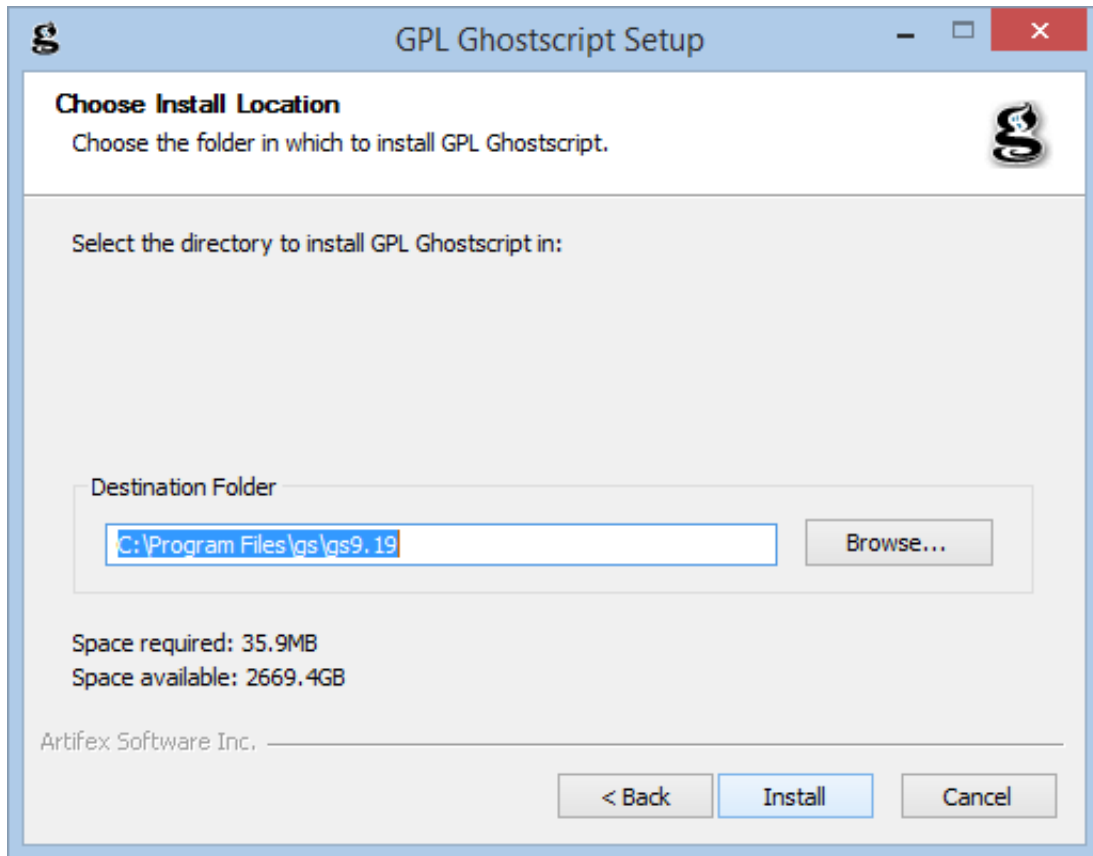 GPL Ghostscript Setup
Choose Install Location
Choose the folder in which to install GPL Ghostscript.
Select the directory to install GPL Ghostscript in:
Destination Folder
C:\Program Files\gs\gs9.19
Browse...
Space required: 35.9MB
Space available: 2669.4GB
Artifex Software Inc.
< Back
Install
Cancel